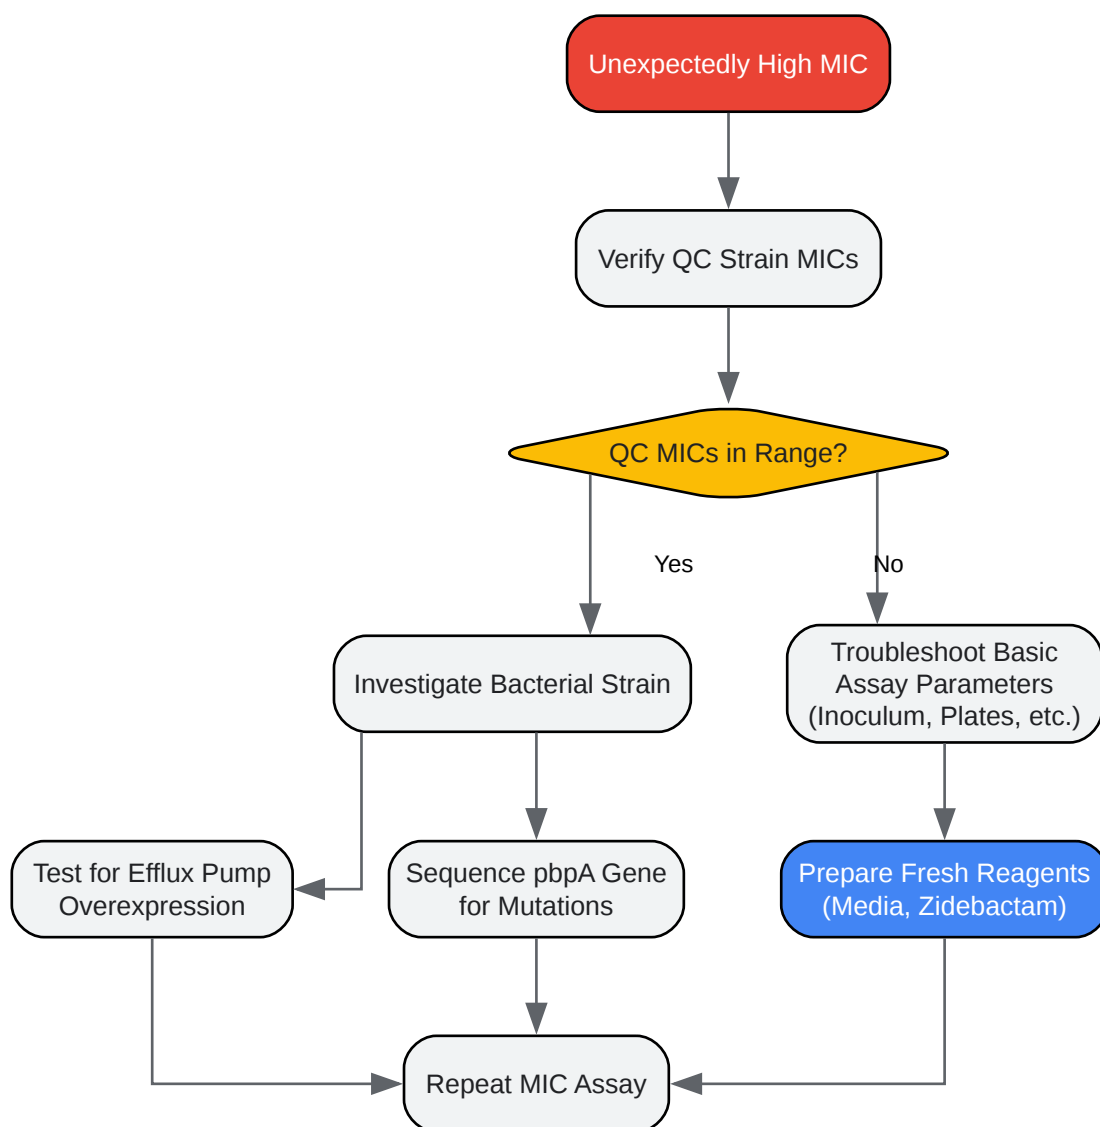 Unexpectedly High MIC
Verify QC Strain MICs
QC MICs in Range?
Yes
No
Investigate Bacterial Strain
Troubleshoot Basic
Assay Parameters
(Inoculum, Plates, etc.)
Test for Efflux Pump
Overexpression
Sequence pbpA Gene
for Mutations
Prepare Fresh Reagents
(Media, Zidebactam)
Repeat MIC Assay